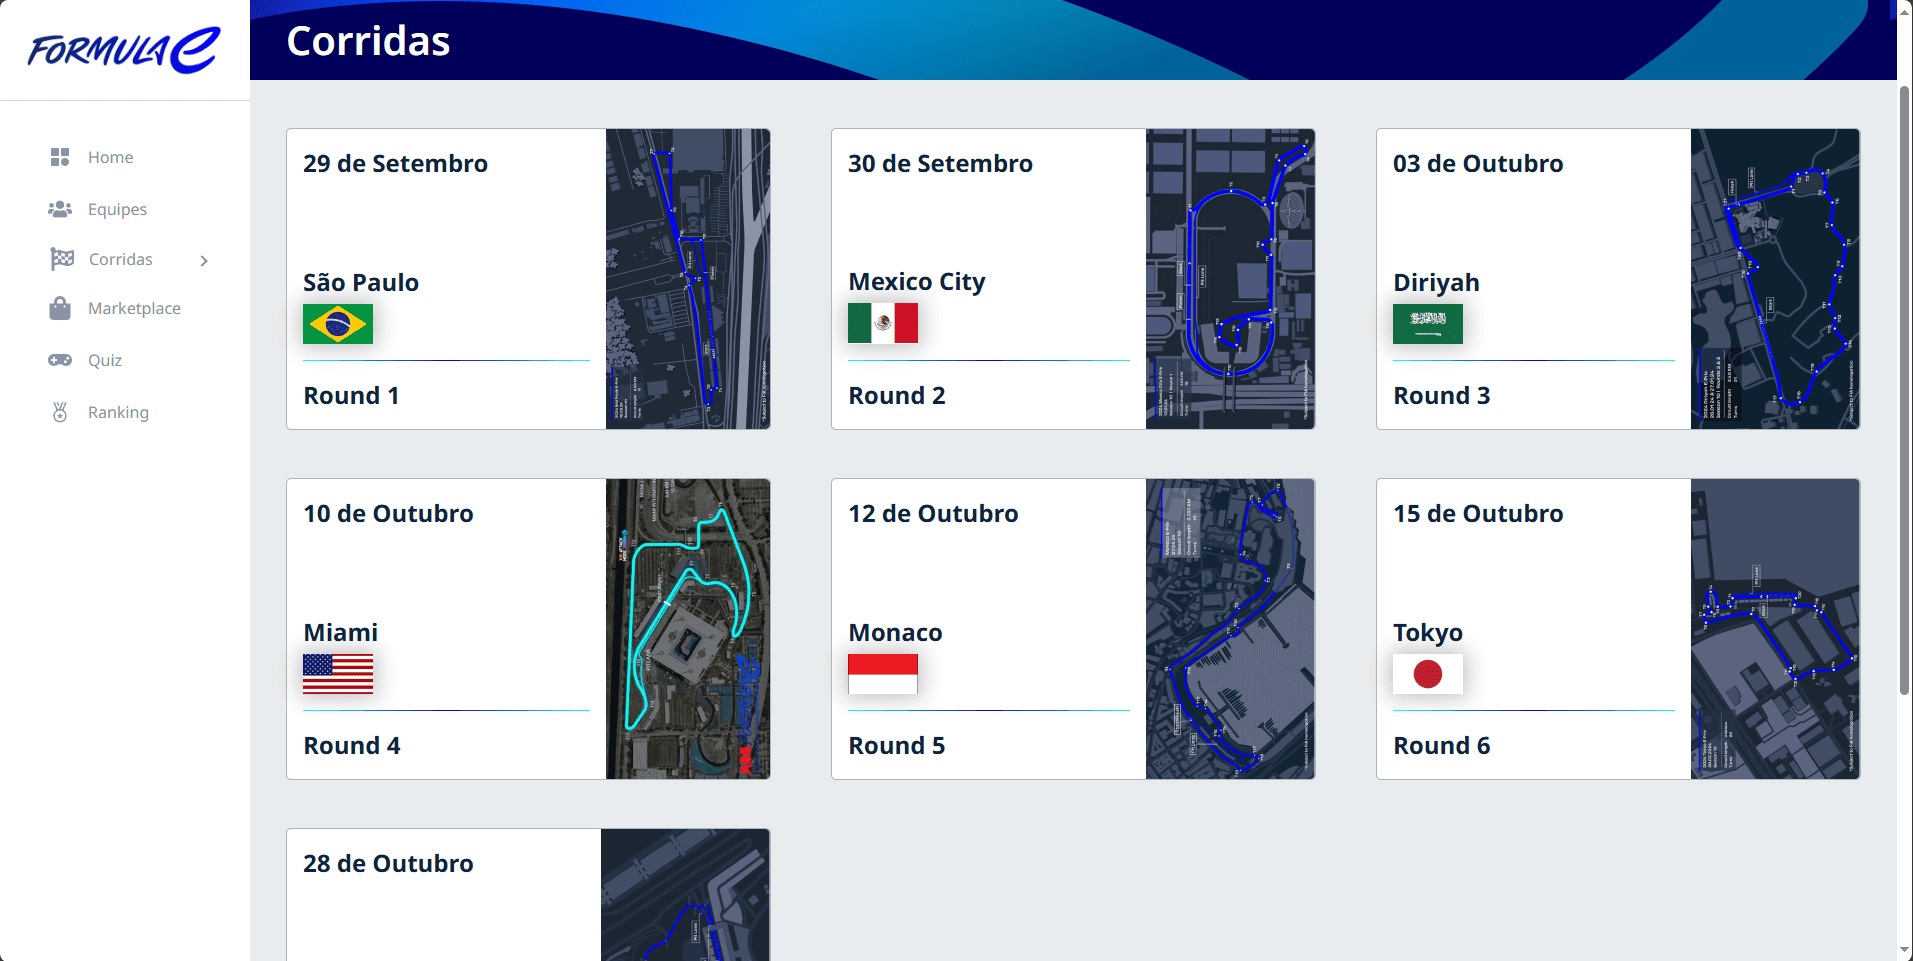 FORMULA E
Corridas
Home
Equipes
Corridas
Marketplace
Quiz
Ranking
29 de Setembro
São Paulo
Round 1
30 de Setembro
Mexico City
Round 2
03 de Outubro
Diriyah
Round 3
10 de Outubro
Miami
Round 4
12 de Outubro
Monaco
Round 5
15 de Outubro
Tokyo
Round 6
28 de Outubro